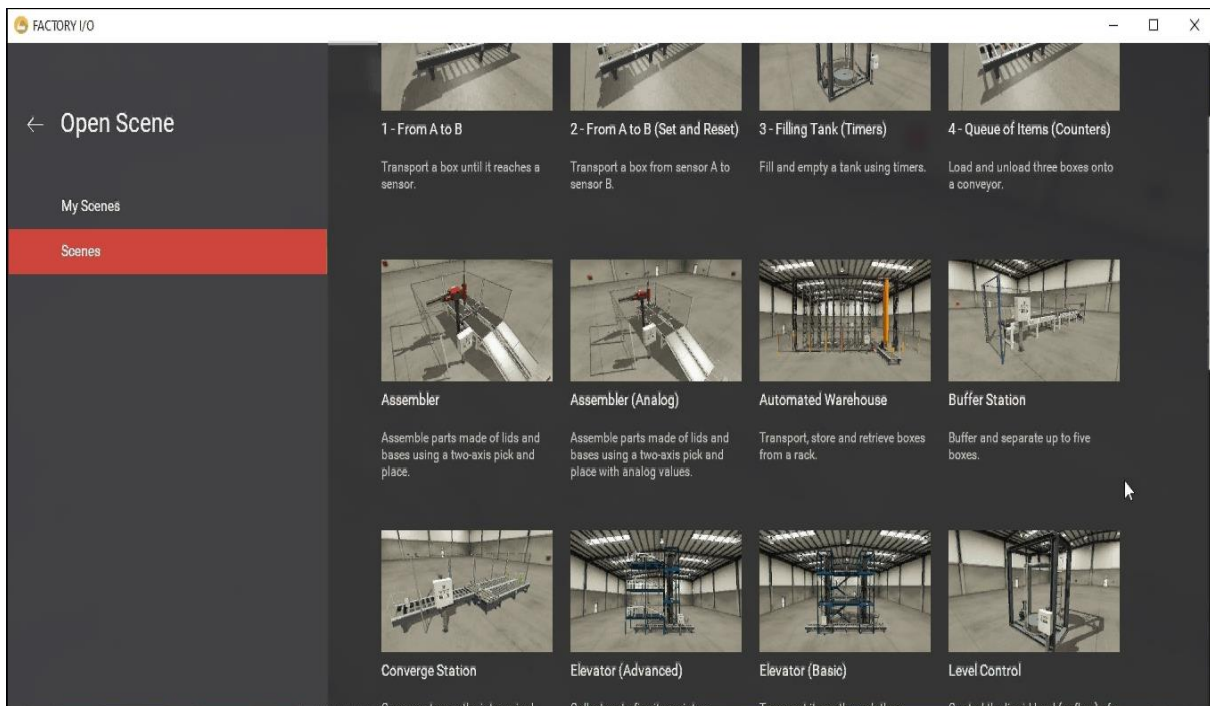 FACTORY I/O
Open Scene
My Scenes
Scenes
1 - From A to B
Transport a box until it reaches a
sensor.
2 - From A to B (Set and Reset)
Transport a box from sensor A to
sensor B.
3 - Filling Tank (Timers)
Fill and empty a tank using timers.
4 - Queue of Items (Counters)
Load and unload three boxes onto
a conveyor.
Assembler
Assemble parts made of lids and
bases using a two-axis pick and
place.
Assembler (Analog)
Assemble parts made of lids and
bases using a two-axis pick and
place with analog values.
Automated Warehouse
Transport, store and retrieve boxes
from a rack.
Buffer Station
Buffer and separate up to five
boxes.
Converge Station
Elevator (Advanced)
Elevator (Basic)
Level Control